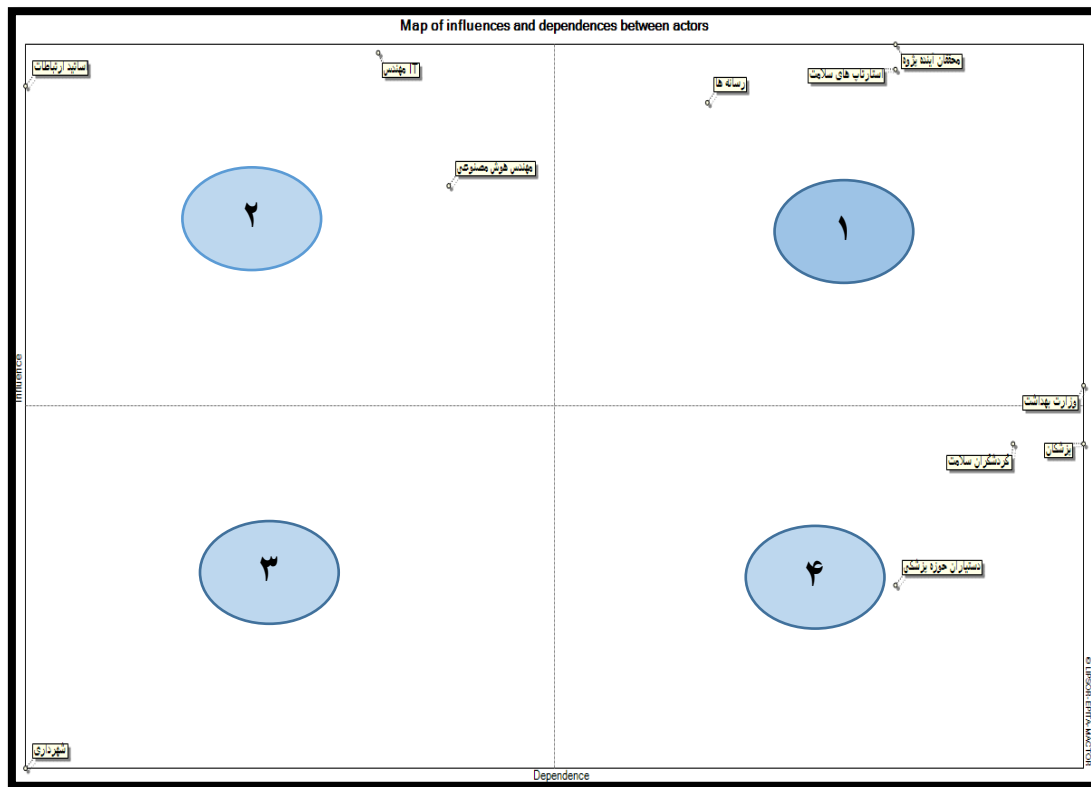 Map of influences and dependences between actors
محققان آینده پژوه
استارتاپ های سلامت
رسانه ها
مهندس IT
اساتید ارتباطات
مهندس هوش مصنوعی
۲
۱
Influence
وزارت بهداشت
پزشکان
گردشگران سلامت
۳
۴
دستیاران حوزه پزشکی
شهرداری
Dependence
© LIPSOR-EPITA-MACTOR